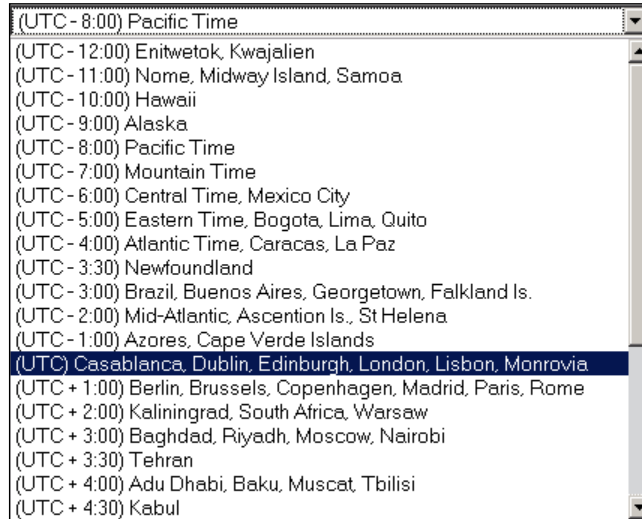 (UTC - 8:00) Pacific Time
(UTC - 12:00) Enitwetok, Kwajalien
(UTC - 11:00) Nome, Midway Island, Samoa
(UTC - 10:00) Hawaii
(UTC - 9:00) Alaska
(UTC - 8:00) Pacific Time
(UTC - 7:00) Mountain Time
(UTC - 6:00) Central Time, Mexico City
(UTC - 5:00) Eastern Time, Bogota, Lima, Quito
(UTC - 4:00) Atlantic Time, Caracas, La Paz
(UTC - 3:30) Newfoundland
(UTC - 3:00) Brazil, Buenos Aires, Georgetown, Falkland Is.
(UTC - 2:00) Mid-Atlantic, Ascention Is., St Helena
(UTC - 1:00) Azores, Cape Verde Islands
(UTC) Casablanca, Dublin, Edinburgh, London, Lisbon, Monrovia
(UTC + 1:00) Berlin, Brussels, Copenhagen, Madrid, Paris, Rome
(UTC + 2:00) Kaliningrad, South Africa, Warsaw
(UTC + 3:00) Baghdad, Riyadh, Moscow, Nairobi
(UTC + 3:30) Tehran
(UTC + 4:00) Adu Dhabi, Baku, Muscat, Tbilisi
(UTC + 4:30) Kabul